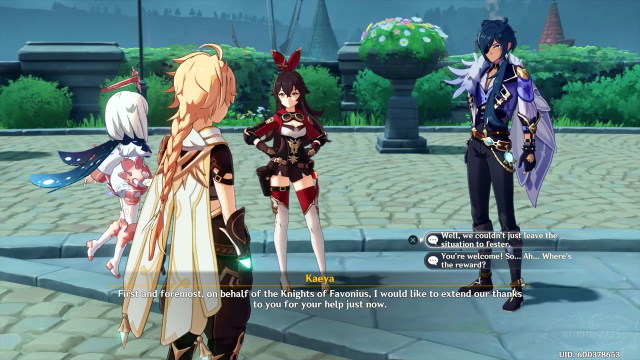 Well, we couldn't just leave the
situation to fester.
You're welcome! So... Ah... Where's
the reward?
Kaeya
First and foremost, on behalf of the Knights of Favonius, I would like to extend our thanks
to you for your help just now.
UID: 600378653